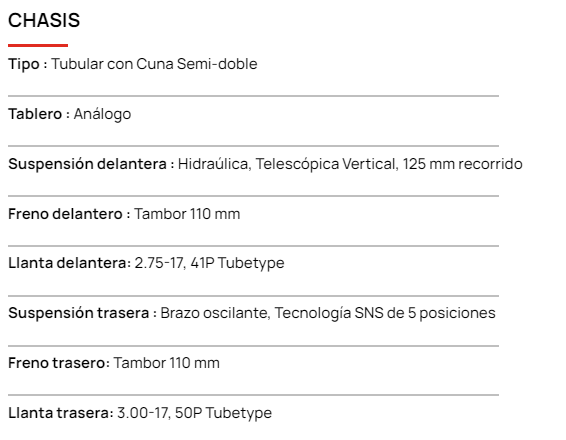 CHASIS
Tipo : Tubular con Cuna Semi-doble
Tablero : Análogo
Suspensión delantera : Hidraúlica, Telescópica Vertical, 125 mm recorrido
Freno delantero : Tambor 110 mm
Llanta delantera: 2.75-17, 41P Tubetype
Suspensión trasera : Brazo oscilante, Tecnología SNS de 5 posiciones
Freno trasero: Tambor 110 mm
Llanta trasera: 3.00-17, 50P Tubetype